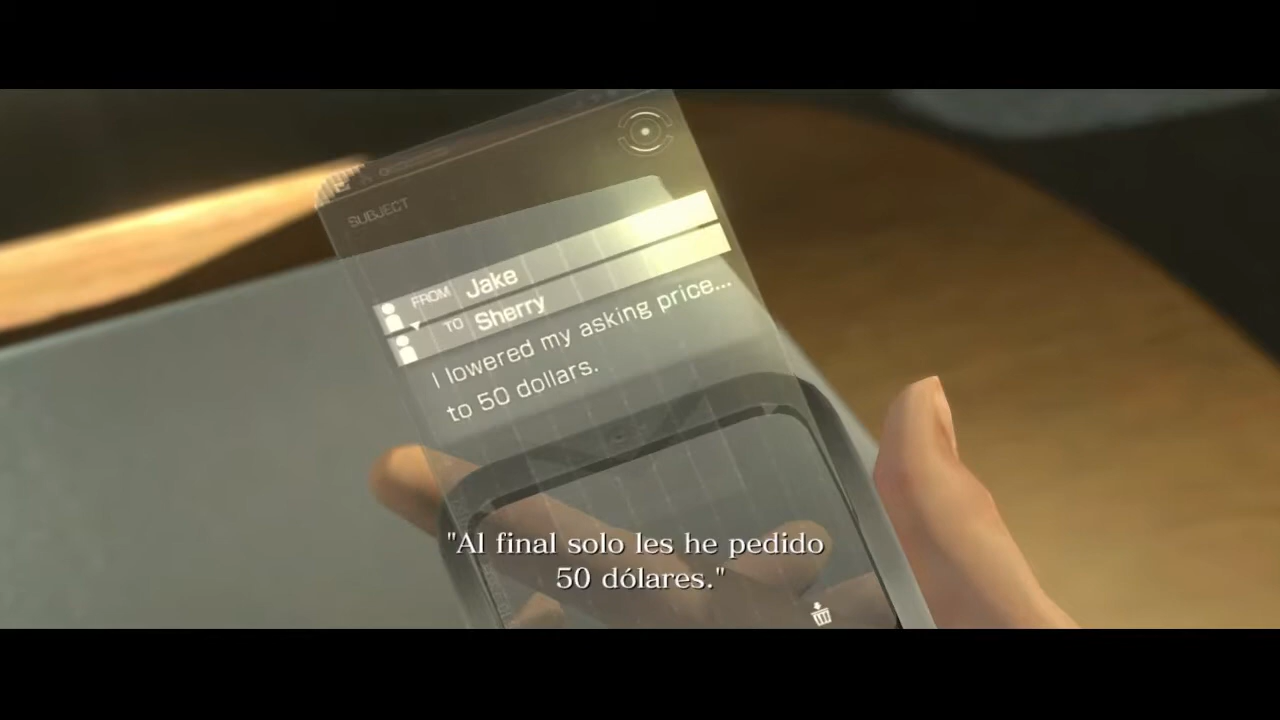 SUBJECT
FROM Jake
TO Sherry
I lowered my asking price...
to 50 dollars.
"Al final solo les he pedido
50 dólares."